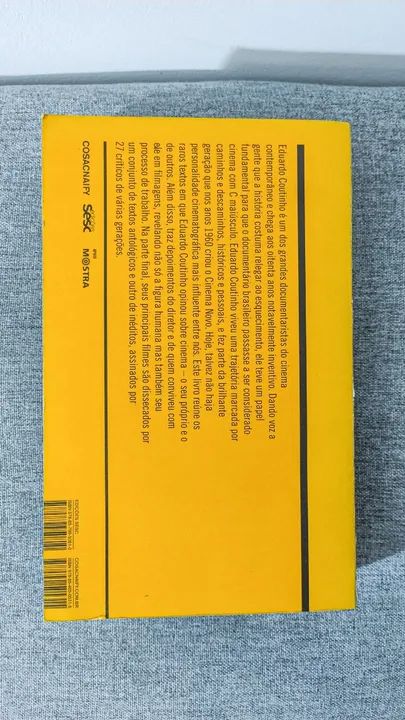 Eduardo Coutinho é um dos grandes documentaristas do cinema
contemporâneo e chega aos oitenta anos notavelmente inventivo. Dando voz a
gente que a história costuma relegar ao esquecimento, ele teve um papel
fundamental para que o documentário brasileiro passasse a ser considerado
cinema com C maiúsculo. Eduardo Coutinho viveu uma trajetória marcada por
caminhos e descaminhos, históricos e pessoais, e fez parte da brilhante
geração que nos anos 1960 criou o Cinema Novo. Hoje, talvez não haja
personalidade cinematográfica mais influente entre nós. Este livro reúne os
raros textos em que Eduardo Coutinho opinou sobre cinema – o seu próprio e o
de outros. Além disso, traz depoimentos do diretor e de quem conviveu com
ele em filmagens, revelando não só a figura humana mas também seu
processo de trabalho. Na parte final, seus principais filmes são dissecados por
um conjunto de textos antológicos e outro de inéditos, assinados por
27 críticos de várias gerações.
COSACNAIFY
Sesc
M●STRA
EDIÇÕES SESC
COSACNAIFY.COM.BR